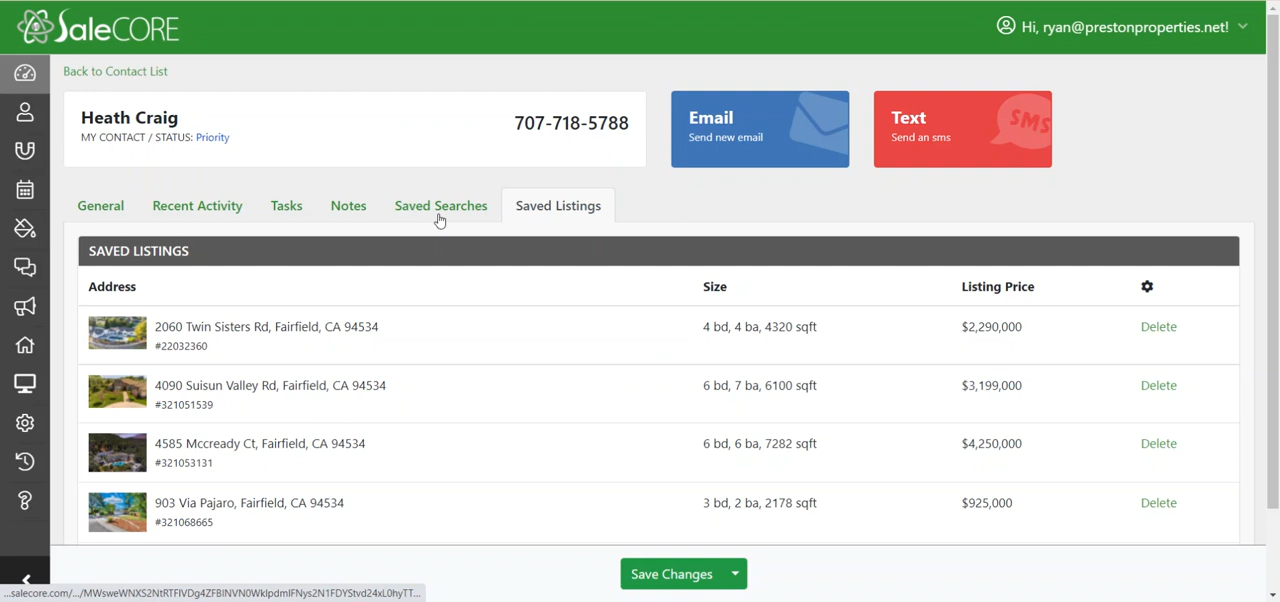 SaleCORE
Hi, ryan@prestonproperties.net!
Back to Contact List
Heath Craig
MY CONTACT / STATUS: Priority
707-718-5788
Email
Send new email
Text
Send an sms
SMS
General Recent Activity Tasks Notes Saved Searches Saved Listings
SAVED LISTINGS
Address Size Listing Price
2060 Twin Sisters Rd, Fairfield, CA 94534 4 bd, 4 ba, 4320 sqft $2,290,000 Delete
#22032360
4090 Suisun Valley Rd, Fairfield, CA 94534 6 bd, 7 ba, 6100 sqft $3,199,000 Delete
#321051539
4585 Mccready Ct, Fairfield, CA 94534 6 bd, 6 ba, 7282 sqft $4,250,000 Delete
#321053131
903 Via Pajaro, Fairfield, CA 94534 3 bd, 2 ba, 2178 sqft $925,000 Delete
#321068665
Save Changes